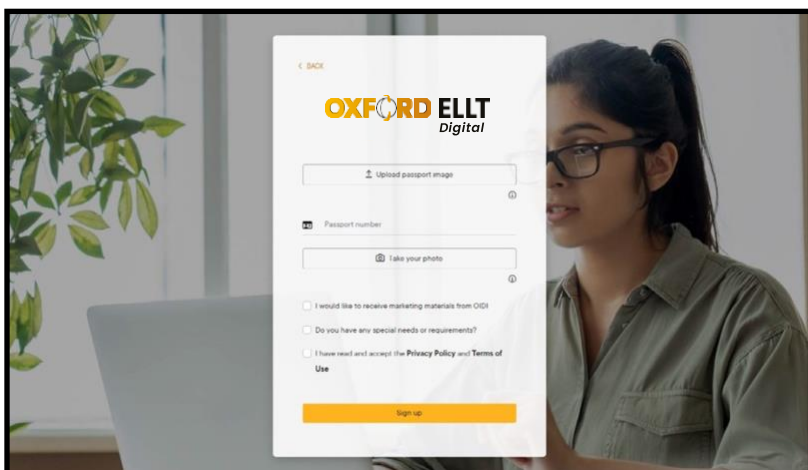 < BACK
OXFORD ELLT
Digital
Upload passport image
Passport number
Take your photo
I would like to receive marketing materials from OIDI
Do you have any special needs or requirements?
I have read and accept the Privacy Policy and Terms of
Use
Sign up